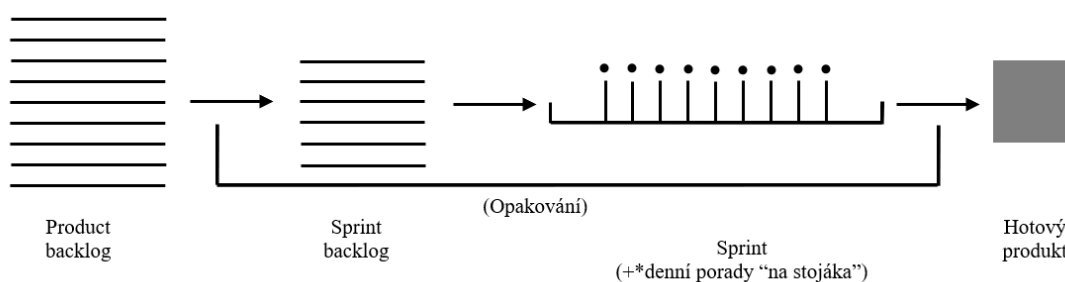 (Opakování)
Product
backlog
Sprint
backlog
Sprint
(+*denní porady “na stojáka”)
Hotový
produkt